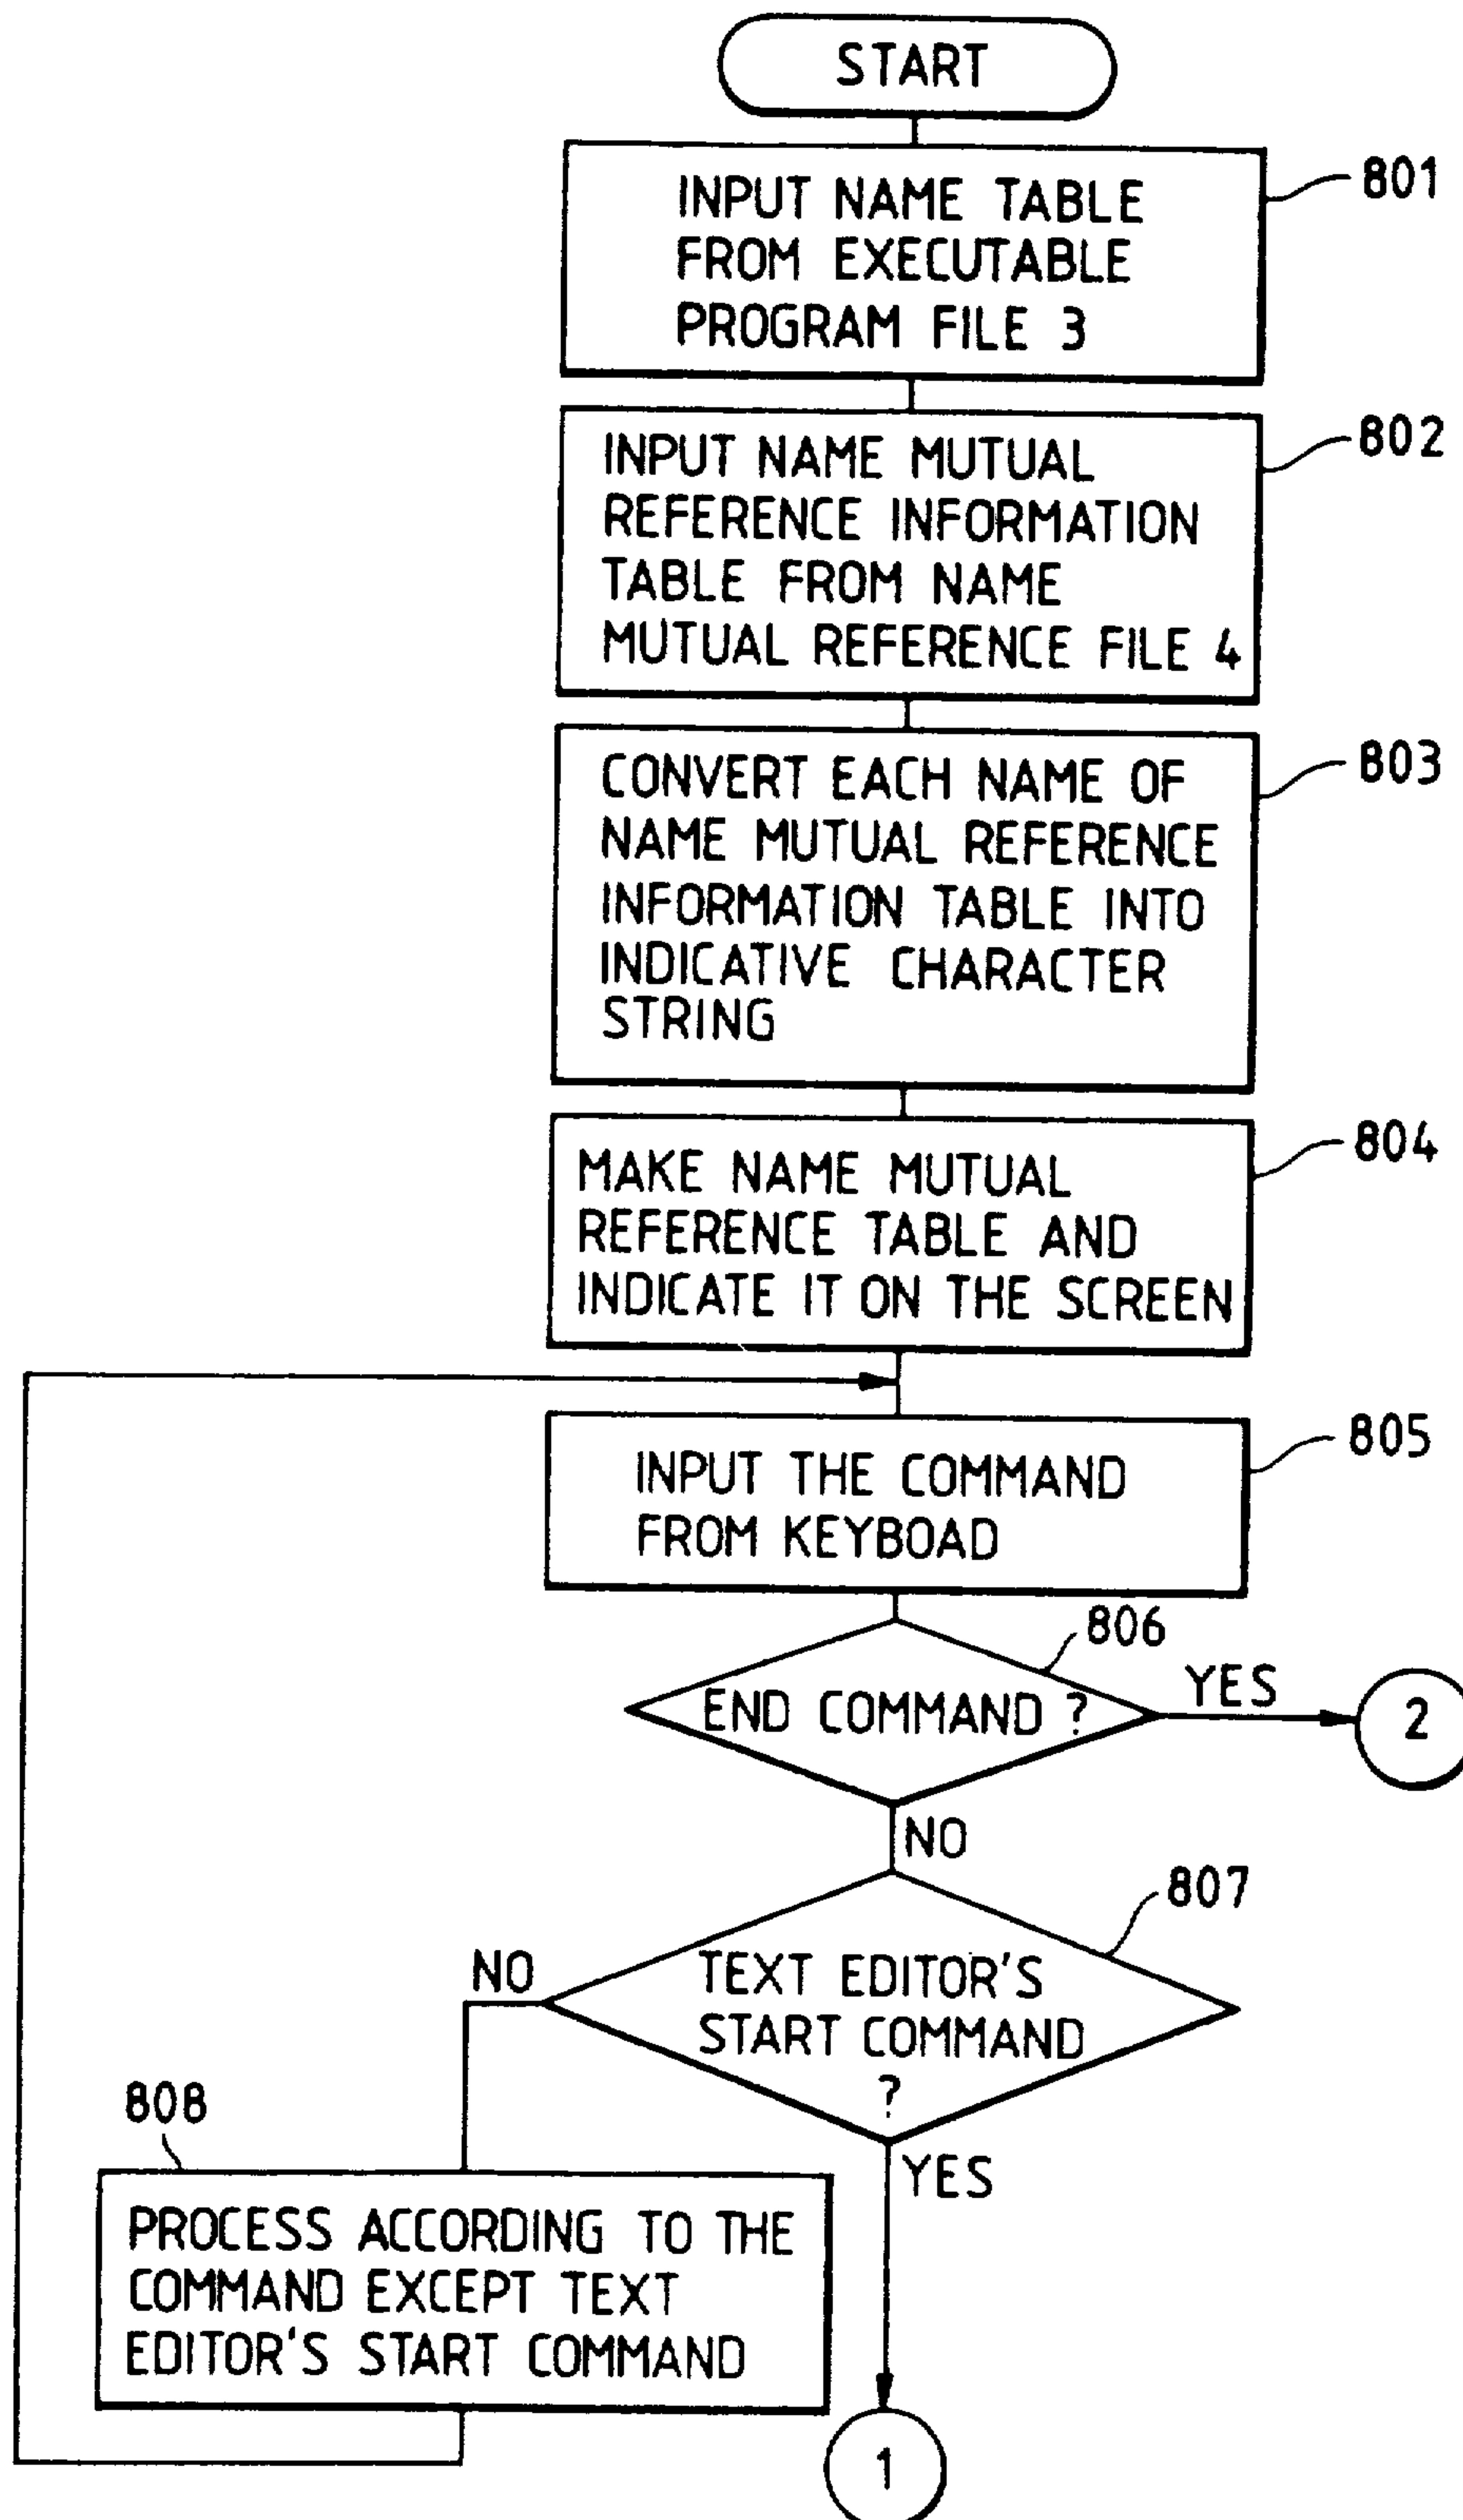 START
INPUT NAME TABLE
FROM EXECUTABLE
PROGRAM FILE 3
801
INPUT NAME MUTUAL
REFERENCE INFORMATION
TABLE FROM NAME
MUTUAL REFERENCE FILE 4
802
CONVERT EACH NAME OF
NAME MUTUAL REFERENCE
INFORMATION TABLE INTO
INDICATIVE CHARACTER
STRING
803
MAKE NAME MUTUAL
REFERENCE TABLE AND
INDICATE IT ON THE SCREEN
804
INPUT THE COMMAND
FROM KEYBOAD
805
806
END COMMAND ?
YES
2
NO
807
TEXT EDITOR'S
START COMMAND
?
NO
YES
808
PROCESS ACCORDING TO THE
COMMAND EXCEPT TEXT
EDITOR'S START COMMAND
1